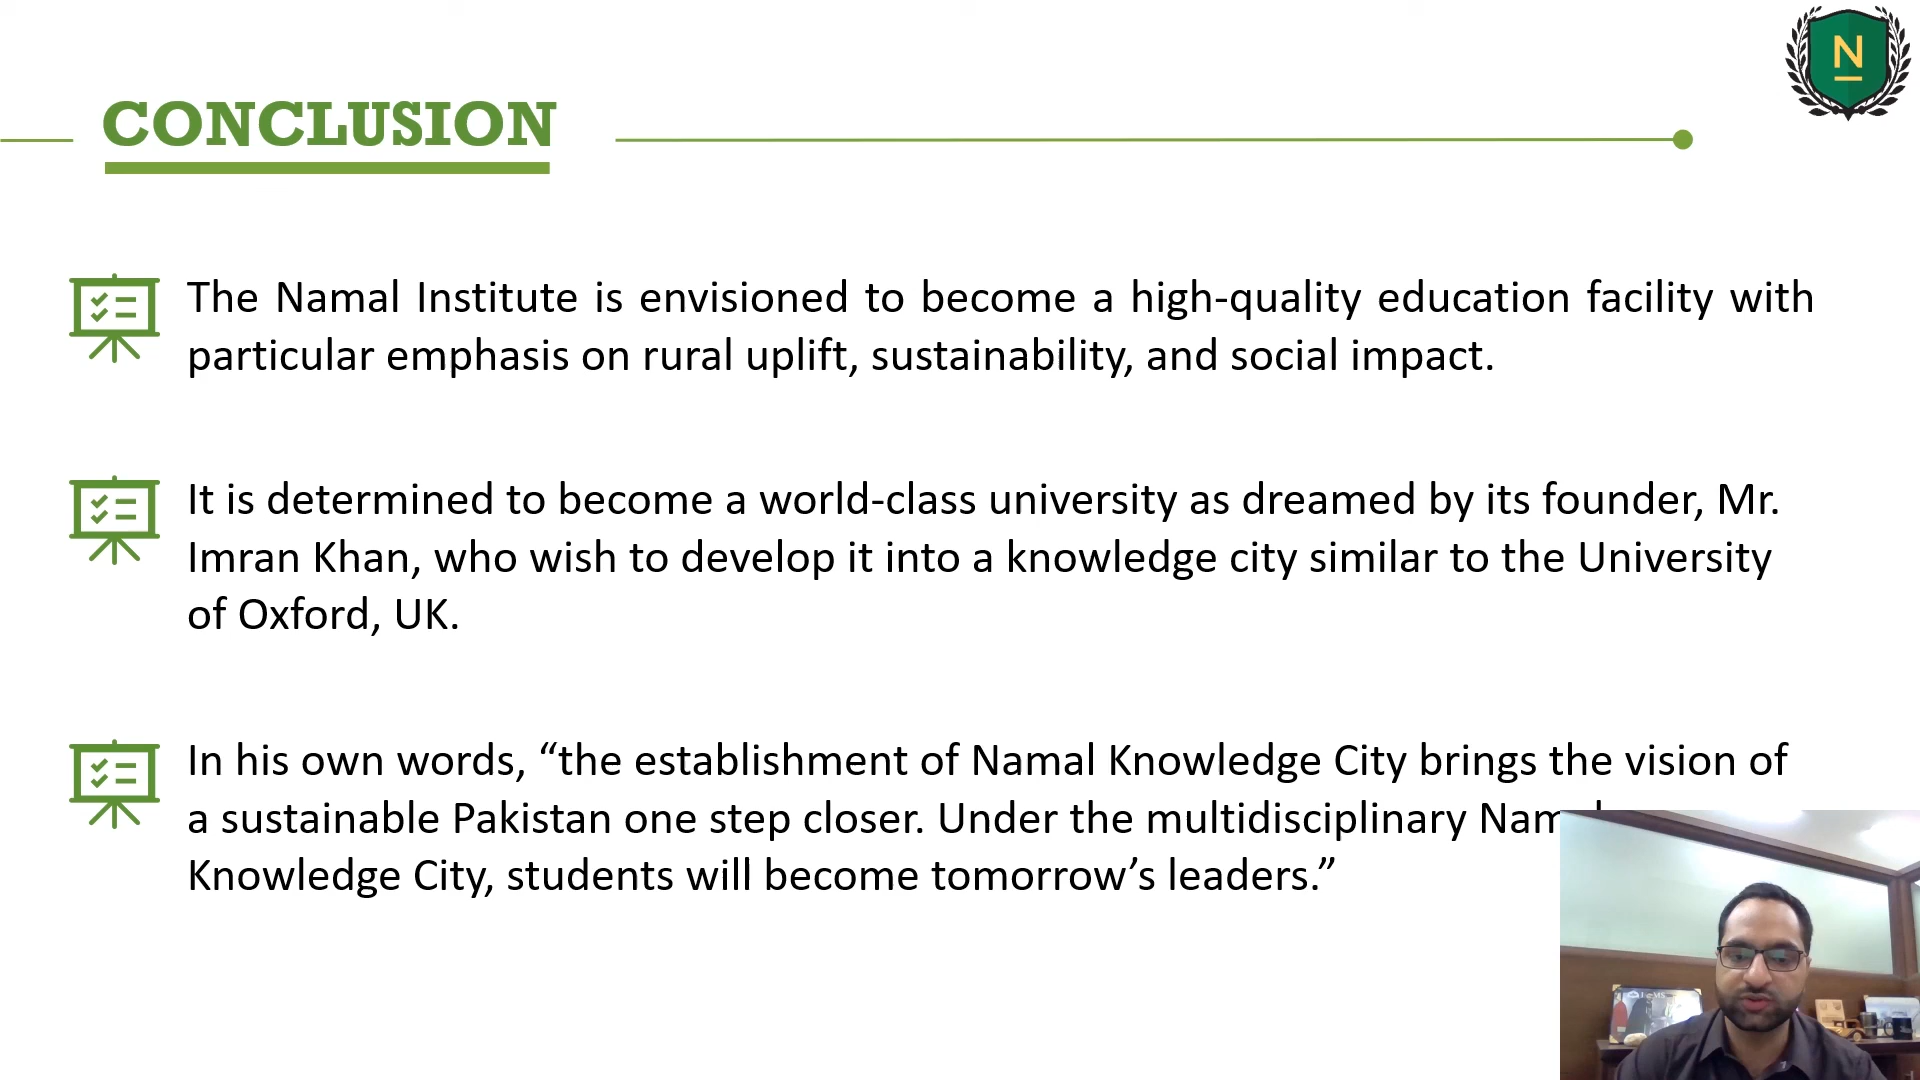 N
CONCLUSION
The Namal Institute is envisioned to become a high-quality education facility with
particular emphasis on rural uplift, sustainability, and social impact.
It is determined to become a world-class university as dreamed by its founder, Mr.
Imran Khan, who wish to develop it into a knowledge city similar to the University
of Oxford, UK.
In his own words, “the establishment of Namal Knowledge City brings the vision of
a sustainable Pakistan one step closer. Under the multidisciplinary
Knowledge City, students will become tomorrow’s leaders.”